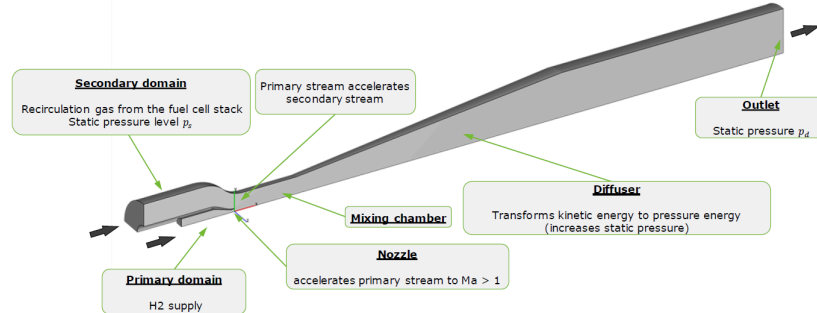 Secondary domain
Recirculation gas from the fuel cell stack
Static pressure level pₛ
Primary stream accelerates
secondary stream
Outlet
Static pressure p_d
Mixing chamber
Diffuser
Transforms kinetic energy to pressure energy
(increases static pressure)
Nozzle
accelerates primary stream to Ma > 1
Primary domain
H2 supply